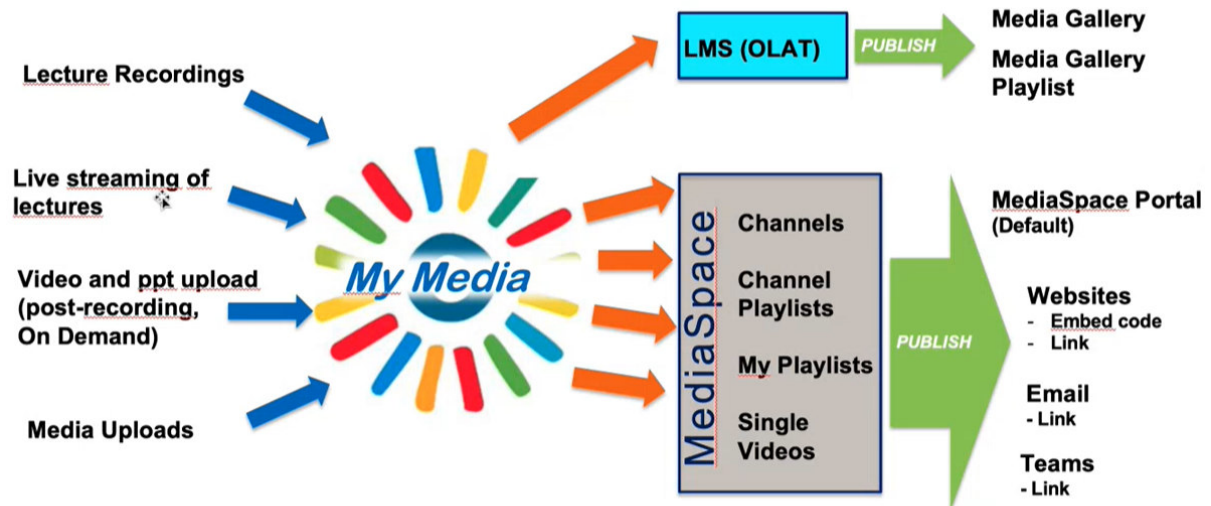 Lecture Recordings
Live streaming of
lectures
Video and ppt upload
(post-recording,
On Demand)
Media Uploads
My Media
LMS (OLAT)
PUBLISH
Media Gallery
Media Gallery
Playlist
MediaSpace
Channels
Channel
Playlists
My Playlists
Single
Videos
PUBLISH
MediaSpace Portal
(Default)
Websites
- Embed code
- Link
Email
- Link
Teams
- Link